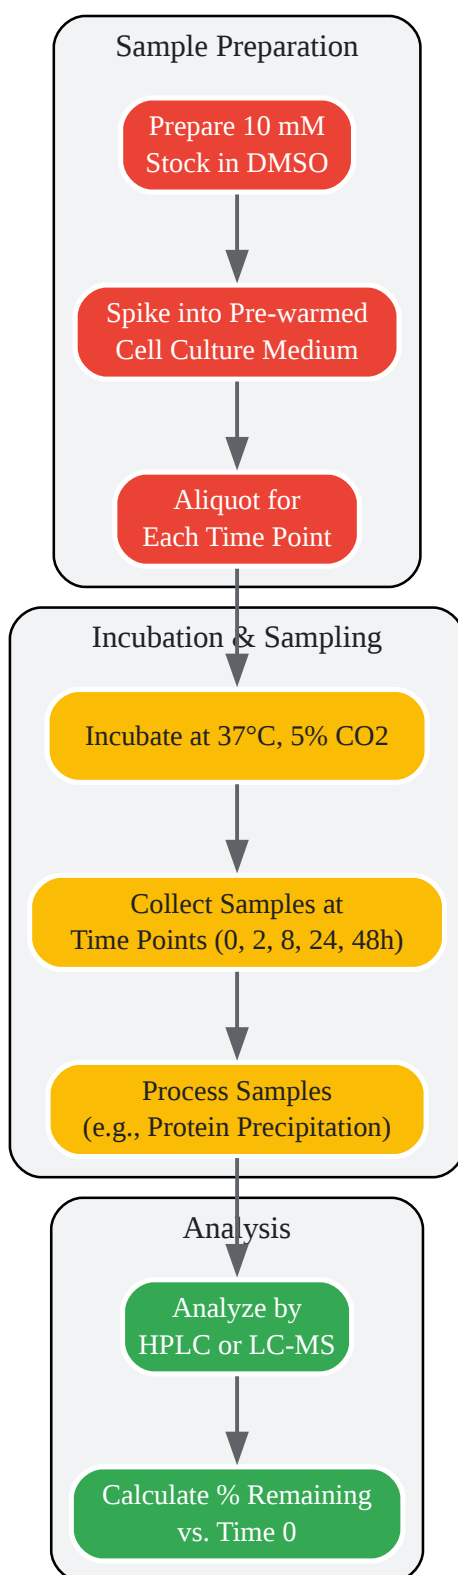 Sample Preparation
Prepare 10 mM
Stock in DMSO
Spike into Pre-warmed
Cell Culture Medium
Aliquot for
Each Time Point
Incubation & Sampling
Incubate at 37°C, 5% CO2
Collect Samples at
Time Points (0, 2, 8, 24, 48h)
Process Samples
(e.g., Protein Precipitation)
Analysis
Analyze by
HPLC or LC-MS
Calculate % Remaining
vs. Time 0